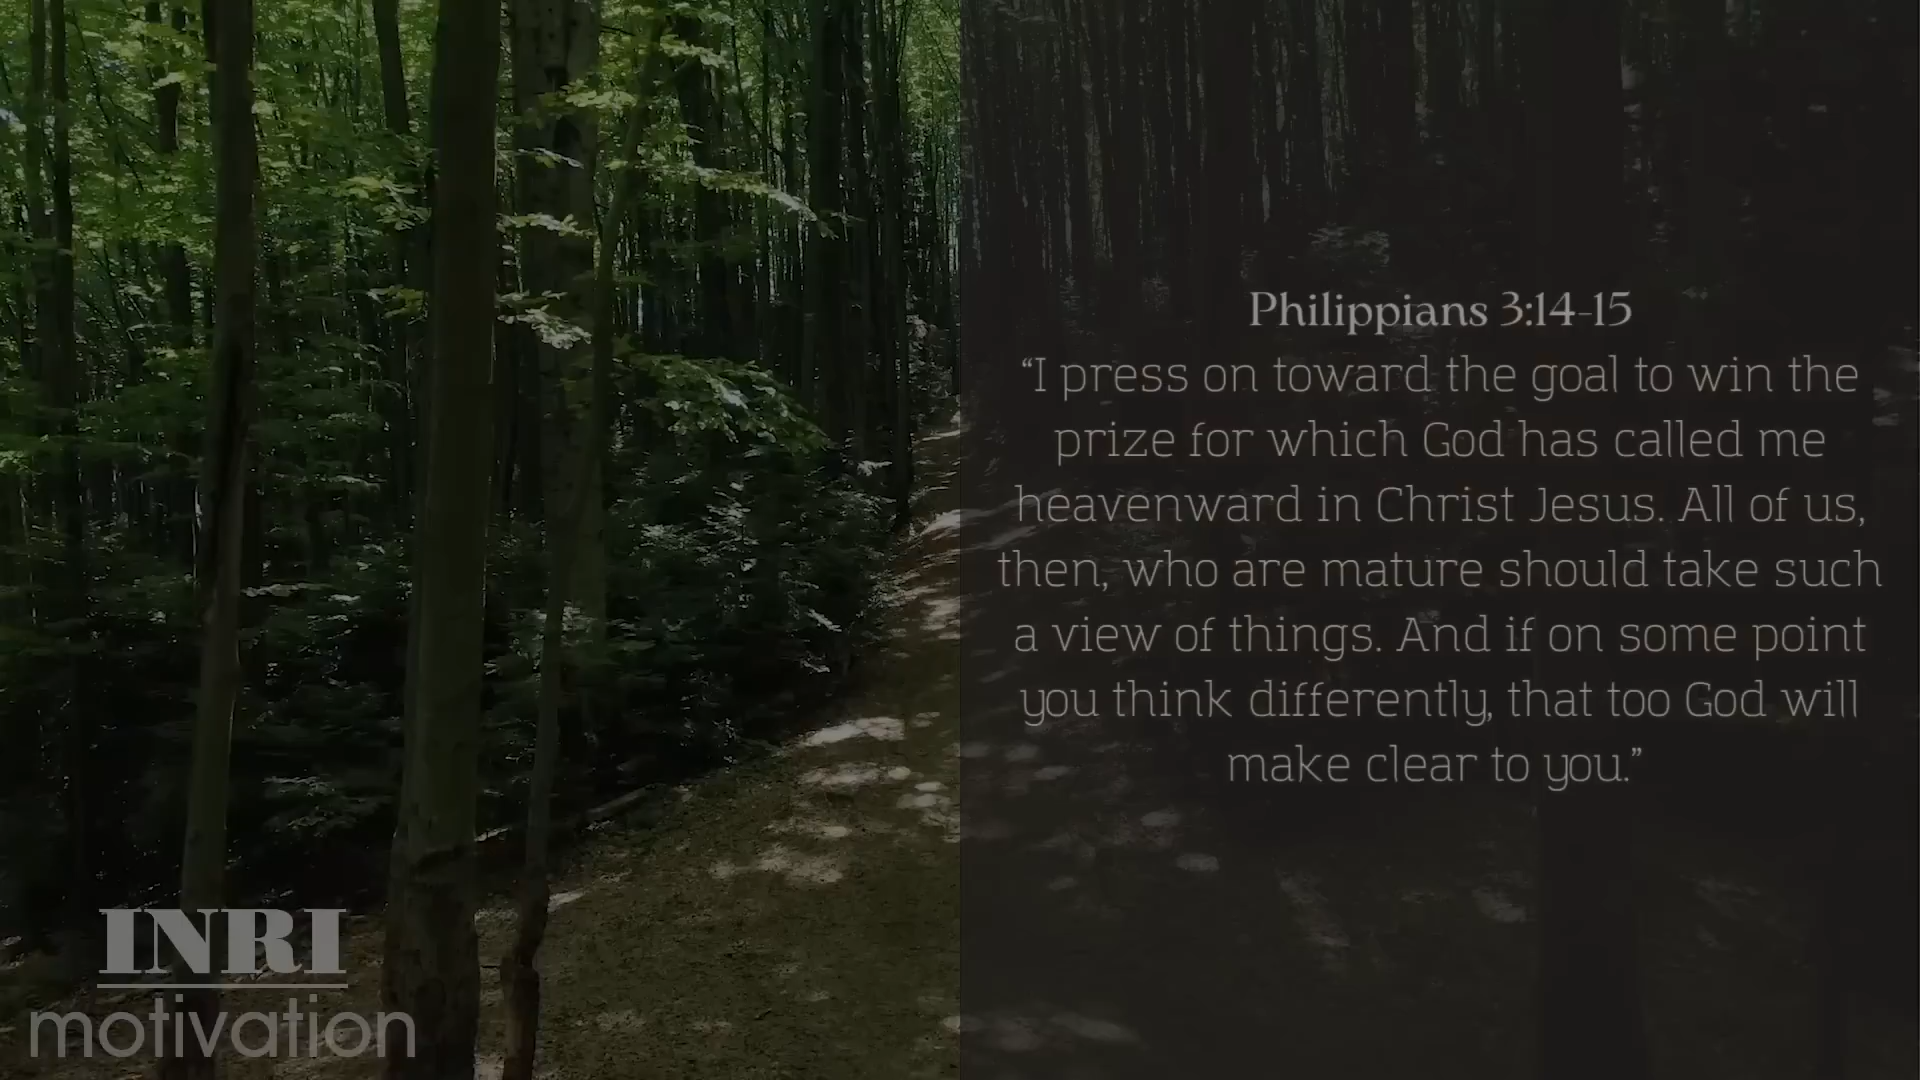 Philippians 3:14-15
“I press on toward the goal to win the
prize for which God has called me
heavenward in Christ Jesus. All of us,
then, who are mature should take such
a view of things. And if on some point
you think differently, that too God will
make clear to you.”
INRI
motivation